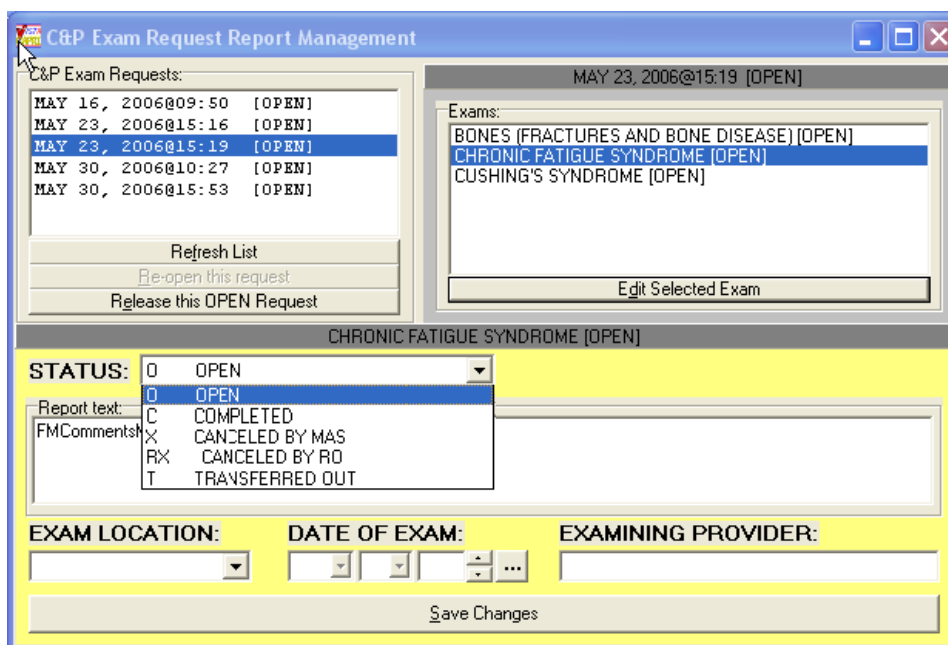 C&P Exam Request Report Management
C&P Exam Requests:
MAY 16, 2006@09:50 [OPEN]
MAY 23, 2006@15:16 [OPEN]
MAY 23, 2006@15:19 [OPEN]
MAY 30, 2006@10:27 [OPEN]
MAY 30, 2006@15:53 [OPEN]
Refresh List
Re-open this request
Release this OPEN Request
MAY 23, 2006@15:19 [OPEN]
Exams:
BONES (FRACTURES AND BONE DISEASE) [OPEN]
CHRONIC FATIGUE SYNDROME [OPEN]
CUSHING'S SYNDROME [OPEN]
Edit Selected Exam
CHRONIC FATIGUE SYNDROME [OPEN]
STATUS: O OPEN
O OPEN
C COMPLETED
X CANCELED BY MAS
RX CANCELED BY RO
T TRANSFERRED OUT
Report text:
FMComments
EXAM LOCATION: DATE OF EXAM: EXAMINING PROVIDER:
...
Save Changes